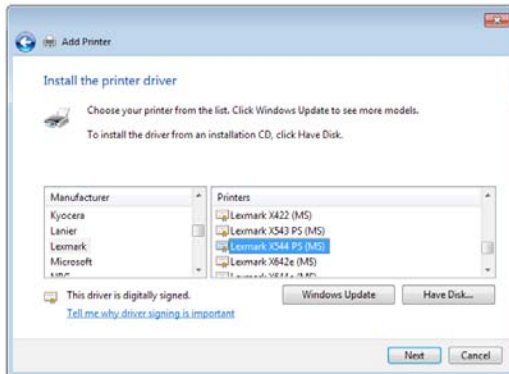 Add Printer
Install the printer driver
Choose your printer from the list. Click Windows Update to see more models.
To install the driver from an installation CD, click Have Disk.
Manufacturer
Kyocera
Lanier
Lexmark
Microsoft
Printers
Lexmark X422 (MS)
Lexmark X543 PS (MS)
Lexmark X544 PS (MS)
Lexmark X642e (MS)
This driver is digitally signed.
Tell me why driver signing is important
Windows Update
Have Disk...
Next
Cancel